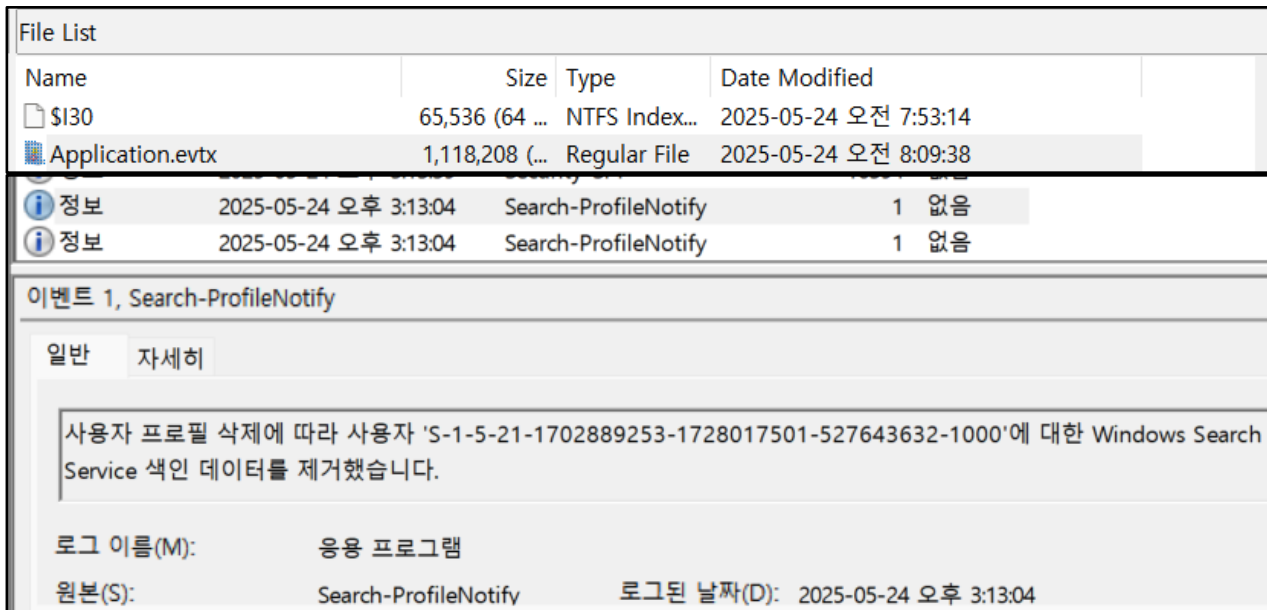 File List
Name Size Type Date Modified
$I30 65,536 (64 ... NTFS Index... 2025-05-24 오전 7:53:14
Application.evtx 1,118,208 (... Regular File 2025-05-24 오전 8:09:38
정보 2025-05-24 오후 3:13:04 Search-ProfileNotify 1 없음
정보 2025-05-24 오후 3:13:04 Search-ProfileNotify 1 없음
이벤트 1, Search-ProfileNotify
일반 자세히
사용자 프로필 삭제에 따라 사용자 'S-1-5-21-1702889253-1728017501-527643632-1000'에 대한 Windows Search
Service 색인 데이터를 제거했습니다.
로그 이름(M): 응용 프로그램
원본(S): Search-ProfileNotify 로그된 날짜(D): 2025-05-24 오후 3:13:04